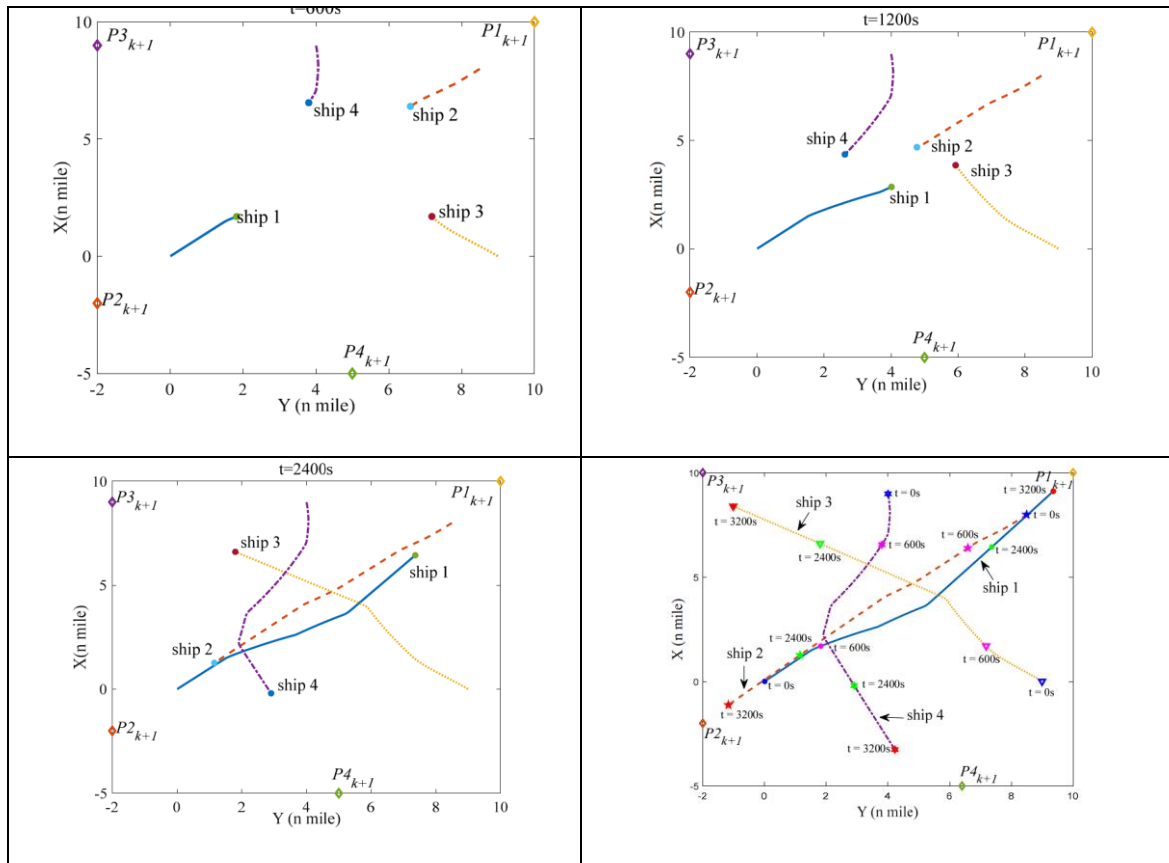 t=600s
10
P3k+1
P1k+1
ship 4
ship 2
5
X(n mile)
ship 1
ship 3
0
P2k+1
P4k+1
-5
-2 0 2 4 6 8 10
Y (n mile)
t=1200s
10
P3k+1
P1k+1
ship 4
ship 2
5
ship 3
X(n mile)
ship 1
0
P2k+1
P4k+1
-5
-2 0 2 4 6 8 10
Y (n mile)
t=2400s
10
P3k+1
P1k+1
ship 3
ship 1
5
X(n mile)
ship 2
ship 4
0
P2k+1
P4k+1
-5
-2 0 2 4 6 8 10
Y (n mile)
10
P3k+1
P1k+1
t = 0s
t = 3200s
ship 3
t = 0s
t = 3200s
t = 600s
t = 600s
t = 2400s
t = 2400s
5
ship 1
X (n mile)
t = 2400s
t = 600s
t = 600s
ship 2
0
t = 0s
t = 2400s
t = 0s
t = 3200s
ship 4
P2k+1
t = 3200s
P4k+1
-5
-2 0 2 4 6 8 10
Y (n mile)